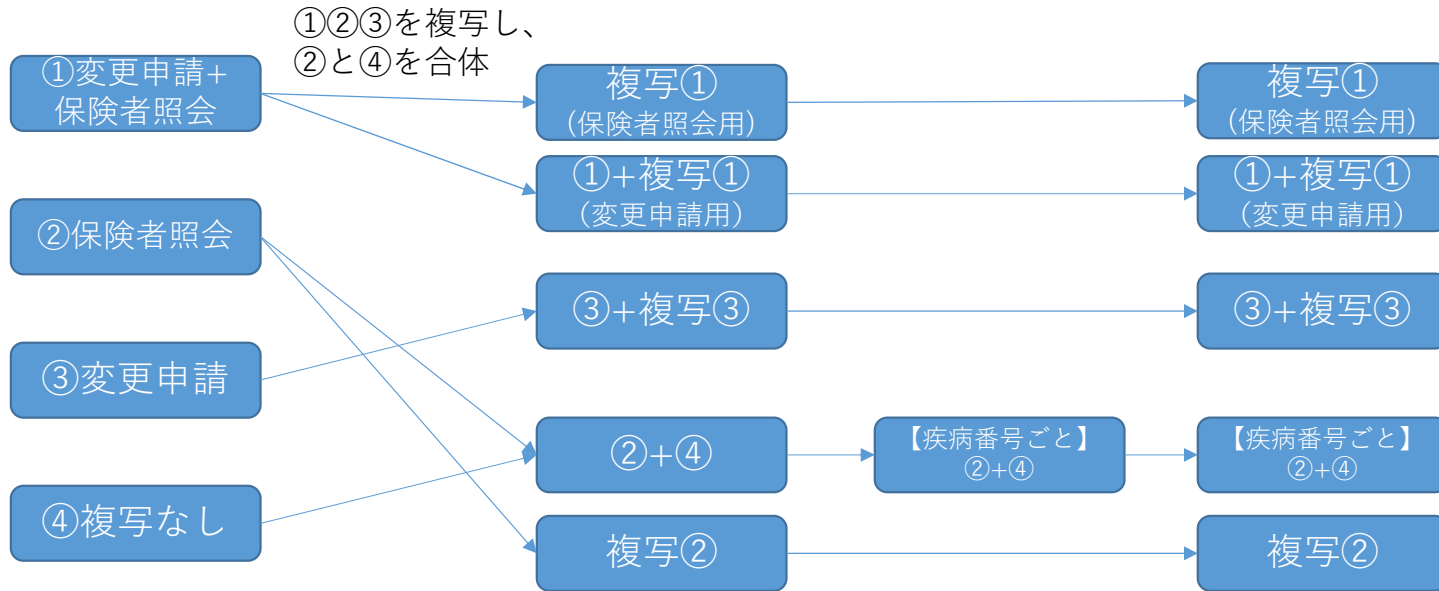 ①②③を複写し、
②と④を合体
①変更申請+
保険者照会
②保険者照会
③変更申請
④複写なし
複写①
(保険者照会用)
①+複写①
(変更申請用)
③+複写③
②+④
複写②
【疾病番号ごと】
②+④
複写①
(保険者照会用)
①+複写①
(変更申請用)
③+複写③
【疾病番号ごと】
②+④
複写②